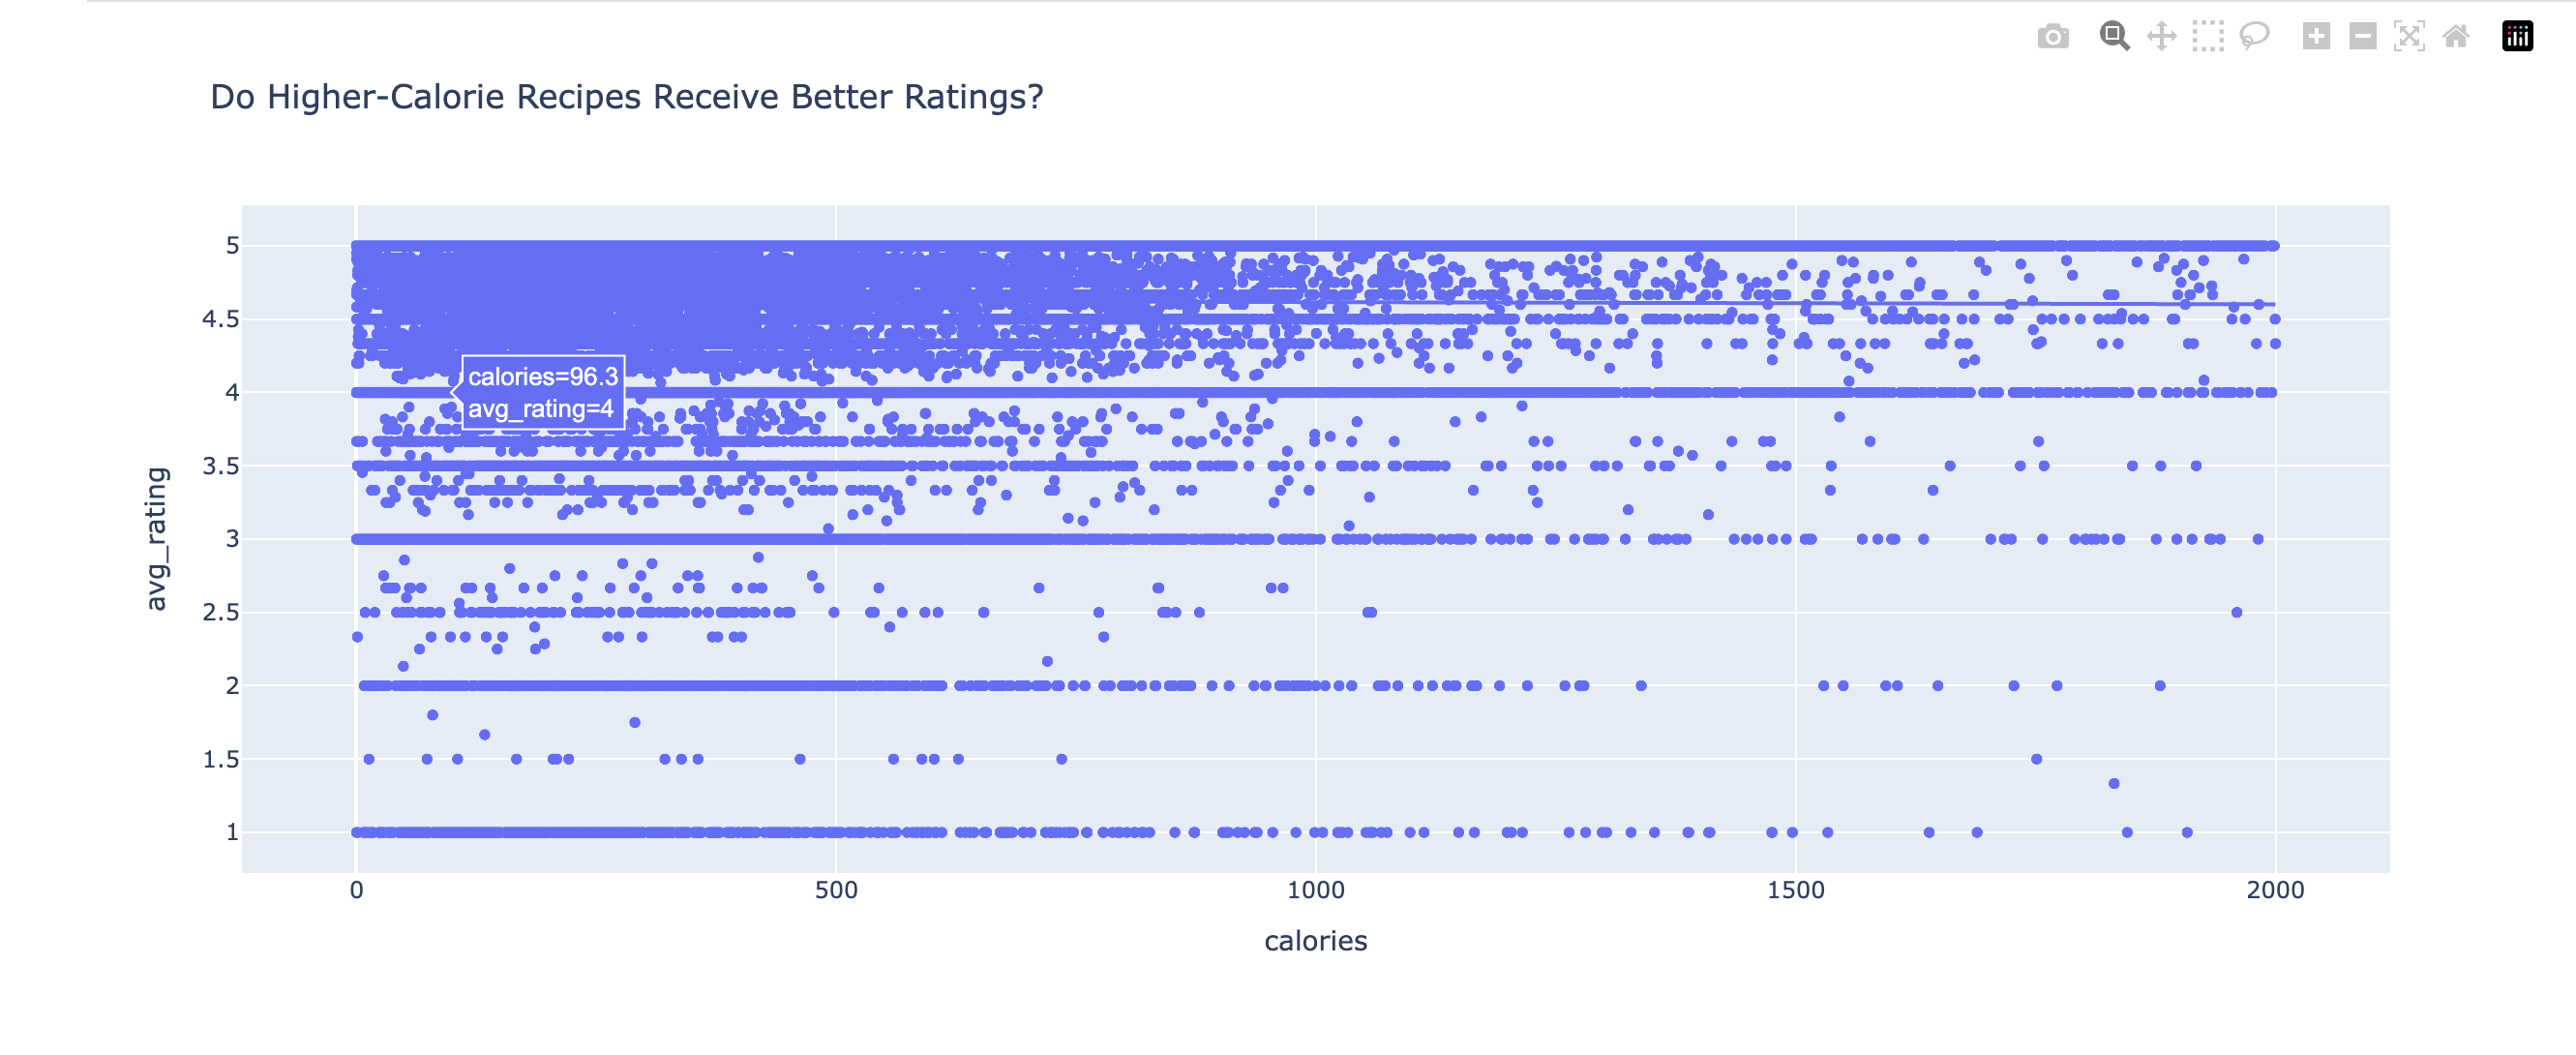 Do Higher-Calorie Recipes Receive Better Ratings?
5
4.5
4
3.5
3
2.5
2
1.5
1
avg_rating
calories=96.3
avg_rating=4
0 500 1000 1500 2000
calories